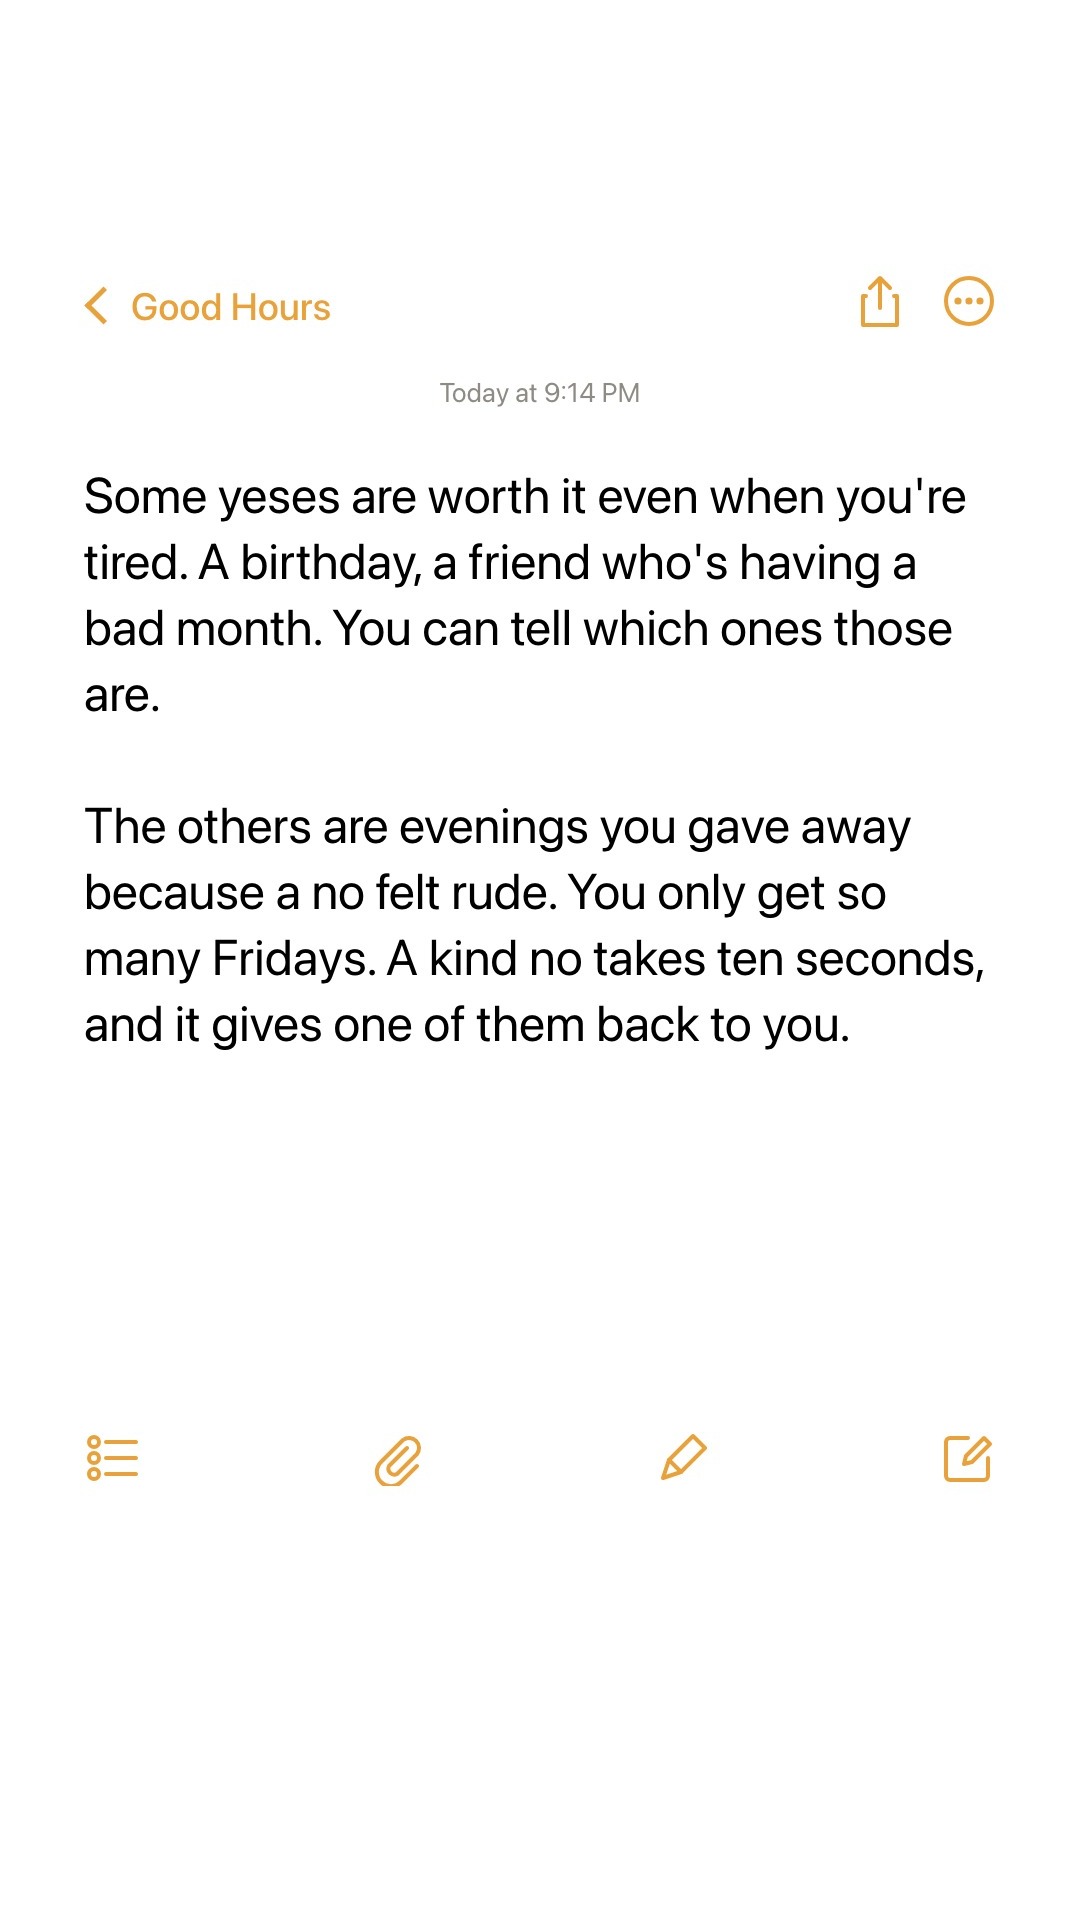 Good Hours
Today at 9:14 PM
Some yeses are worth it even when you're
tired. A birthday, a friend who's having a
bad month. You can tell which ones those
are.
The others are evenings you gave away
because a no felt rude. You only get so
many Fridays. A kind no takes ten seconds,
and it gives one of them back to you.